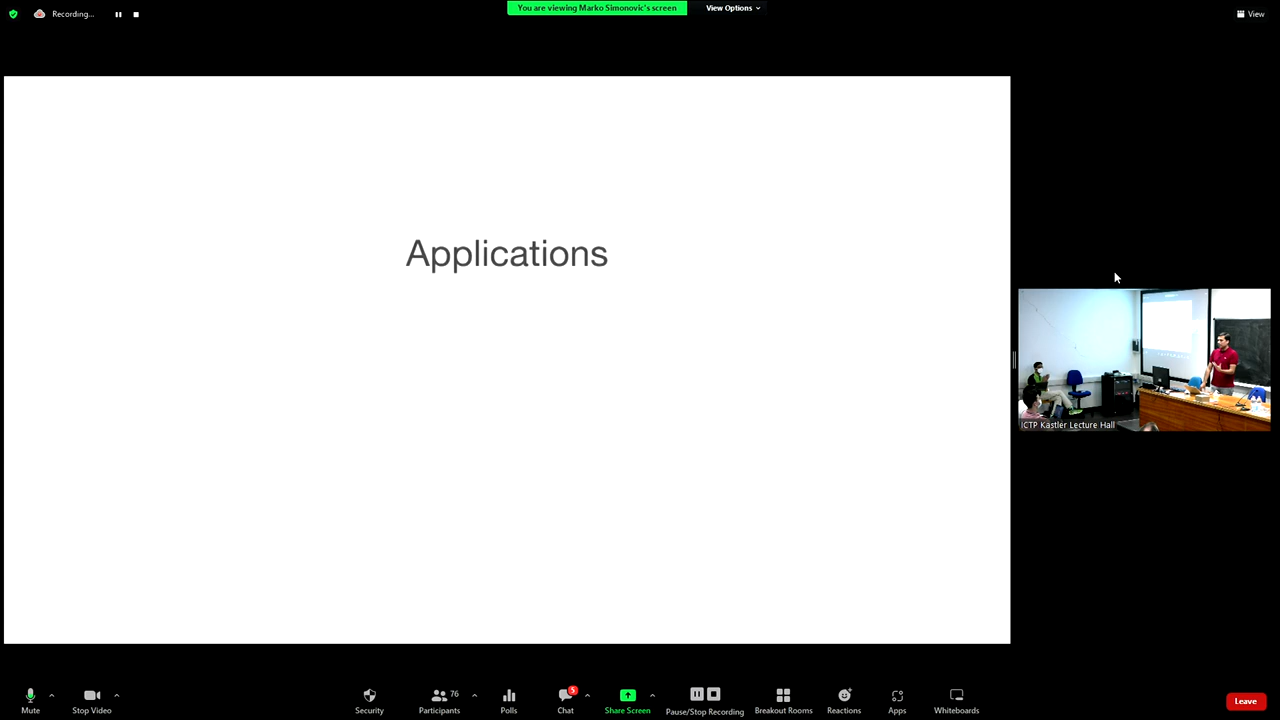 Recording...
You are viewing Marko Simonovic's screen
View Options
View
Applications
ICTP Kastler Lecture Hall
Mute
Stop Video
Security
76
Participants
Polls
5
Chat
Share Screen
Pause/Stop Recording
Breakout Rooms
Reactions
Apps
Whiteboards
Leave